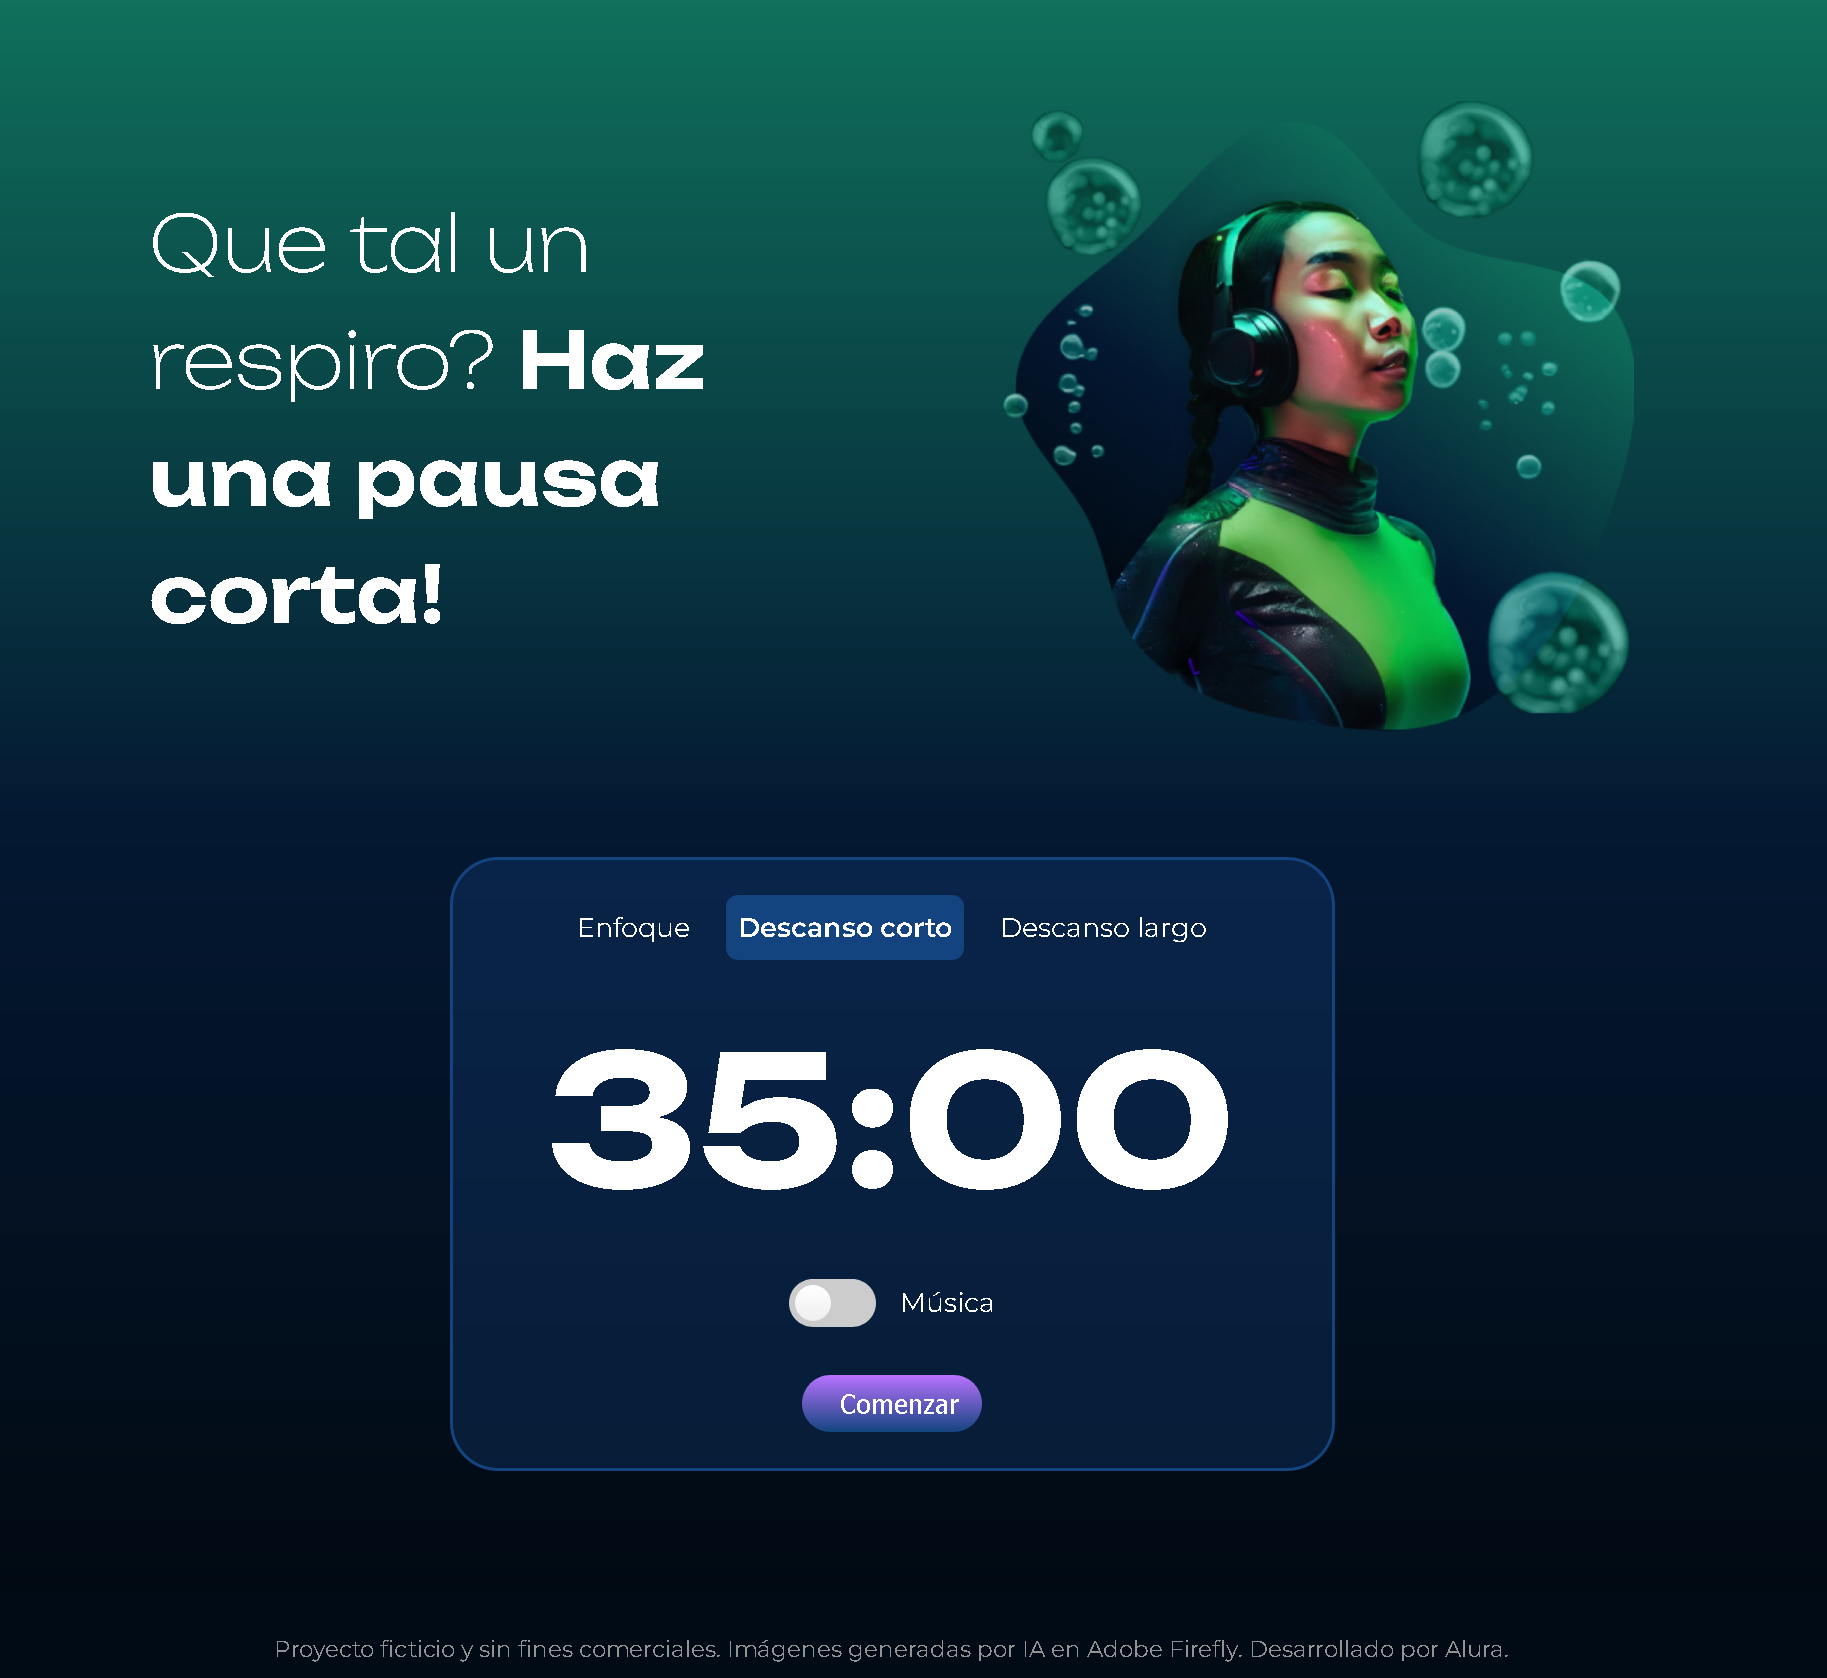 Que tal un
respiro? Haz
una pausa
corta!
Enfoque Descanso corto Descanso largo
35:00
Música
Comenzar
Proyecto ficticio y sin fines comerciales. Imágenes generadas por IA en Adobe Firefly. Desarrollado por Alura.